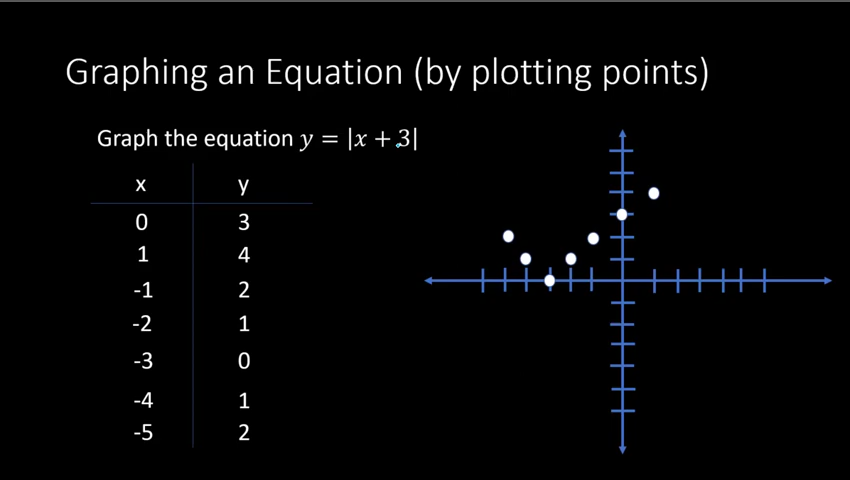 Graphing an Equation (by plotting points)
Graph the equation y = |x + 3|
x y
0 3
1 4
-1 2
-2 1
-3 0
-4 1
-5 2